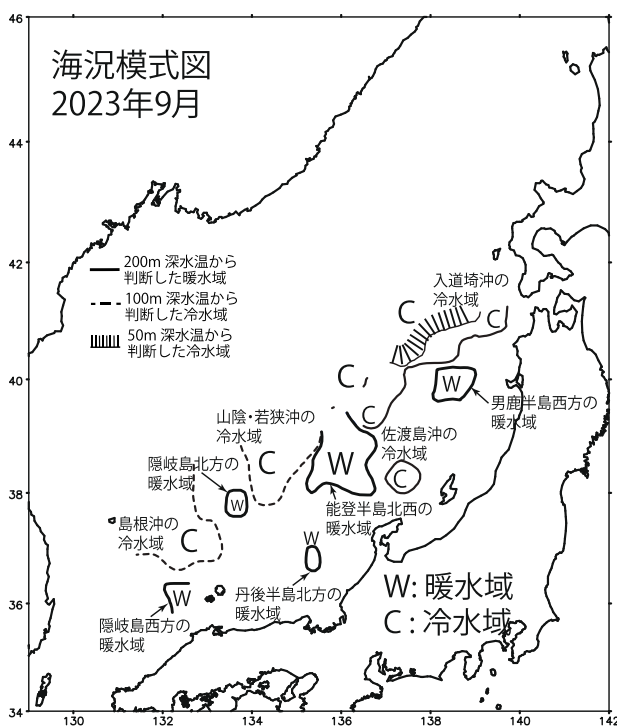 46
海況模式図
2023年9月
44
42
200m 深水温から
判断した暖水域
100m 深水温から
判断した冷水域
50m 深水温から
判断した冷水域
入道埼沖の
冷水域
C
C
40
C
W
男鹿半島西方の
暖水域
C
山陰・若狭沖の
冷水域
佐渡島沖の
冷水域
隠岐島北方の
暖水域
C
W
C
38
W
能登半島北西の
暖水域
島根沖の
冷水域
C
W
丹後半島北方の
暖水域
W: 暖水域
C : 冷水域
36
W
隠岐島西方の
暖水域
34
130
132
134
136
138
140
142